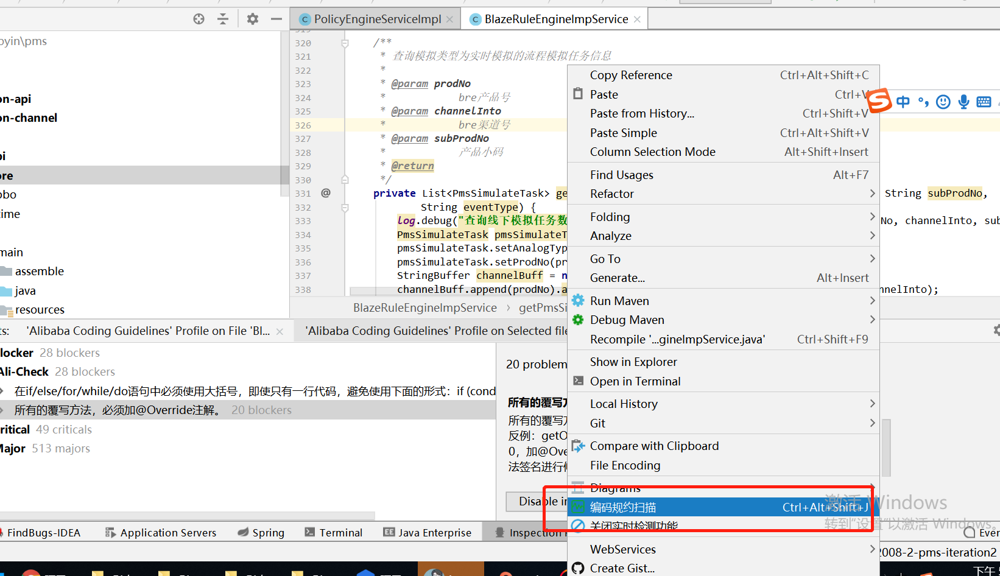 PolicyEngineServiceImpl
BlazeRuleEngineImpService
oyin\pms
on-api
on-channel
pi
ore
obo
time
main
assemble
java
resources
319
320 /**
321 * 查询模拟类型为实时模拟的流程模拟任务信息
322 *
323 * @param prodNo
324 * bre产品号
325 * @param channelInto
326 * bre渠道号
327 * @param subProdNo
328 * 产品小码
329 * @return
330 */
331 @ private List<PmsSimulateTask> ge String subProdNo,
332 String eventType) {
333 log.debug("查询线下模拟任务数 No, channelInto, sub
334 PmsSimulateTask pmsSimulateT
335 pmsSimulateTask.setAnalogTyp
336 pmsSimulateTask.setProdNo(pr
337 StringBuffer channelBuff = n
338 channelBuff.append(prodNo).a nnelInto);
BlazeRuleEngineImpService › getPmsSi
Copy Reference Ctrl+Alt+Shift+C
Paste Ctrl+V
中
Paste from History... Ctrl+Shift+V
Paste Simple Ctrl+Alt+Shift+V
Column Selection Mode Alt+Shift+Insert
Find Usages Alt+F7
Refactor
Folding
Analyze
Go To
Generate... Alt+Insert
Run Maven
Debug Maven
Recompile '...gineImpService.java' Ctrl+Shift+F9
Show in Explorer
Open in Terminal
Local History
Git
Compare with Clipboard
File Encoding
Diagrams
编码规约扫描 Ctrl+Alt+Shift+J
关闭实时检测功能
WebServices
Create Gist...
ts: 'Alibaba Coding Guidelines' Profile on File 'Bl... 'Alibaba Coding Guidelines' Profile on Selected file
locker 28 blockers
Ali-Check 28 blockers
在if/else/for/while/do语句中必须使用大括号，即使只有一行代码，避免使用下面的形式：if (cond
所有的覆写方法，必须加@Override注解。 20 blockers
ritical 49 criticals
Major 513 majors
20 problem
所有的覆写方
所有的覆写方
反例：getO
0，加@Ove
法签名进行修
Disable in
激活 Windows
转到"设置"以激活 Windows。
FindBugs-IDEA Application Servers Spring Terminal Java Enterprise Inspection R Even
2008-2-pms-iteration2
下午